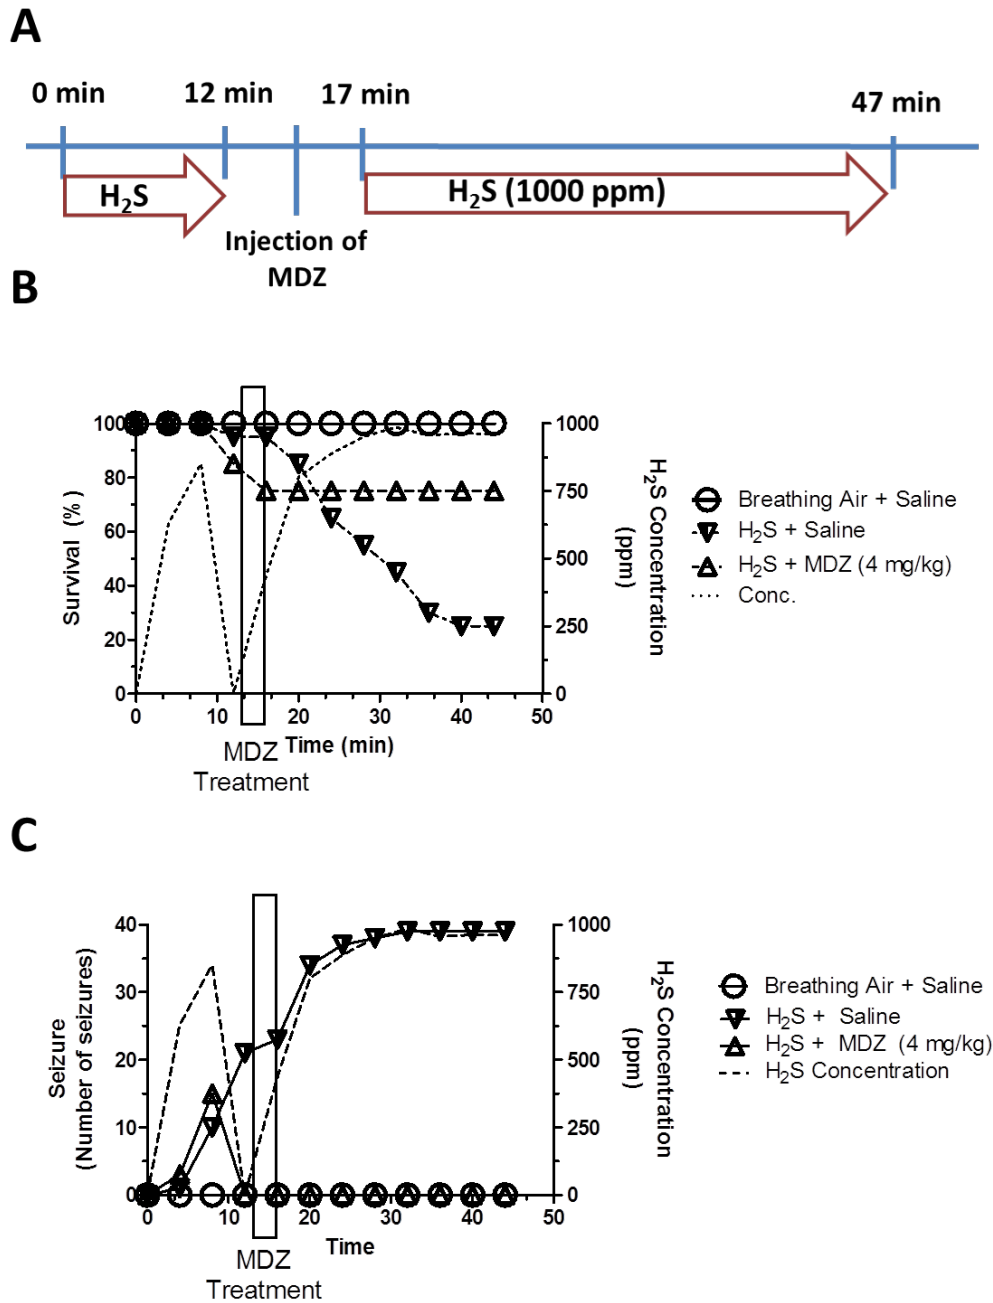 A
0 min
12 min
17 min
47 min
H₂S
H₂S (1000 ppm)
Injection of
MDZ
B
100
80
60
40
20
0
Survival (%)
0
10
20
30
40
50
Time (min)
MDZ
Treatment
1000
750
500
250
0
H₂S Concentration
(ppm)
Breathing Air + Saline
H₂S + Saline
H₂S + MDZ (4 mg/kg)
Conc.
C
40
30
20
10
0
Seizure
(Number of seizures)
0
10
20
30
40
50
Time
MDZ
Treatment
1000
750
500
250
0
H₂S Concentration
(ppm)
Breathing Air + Saline
H₂S + Saline
H₂S + MDZ (4 mg/kg)
H₂S Concentration